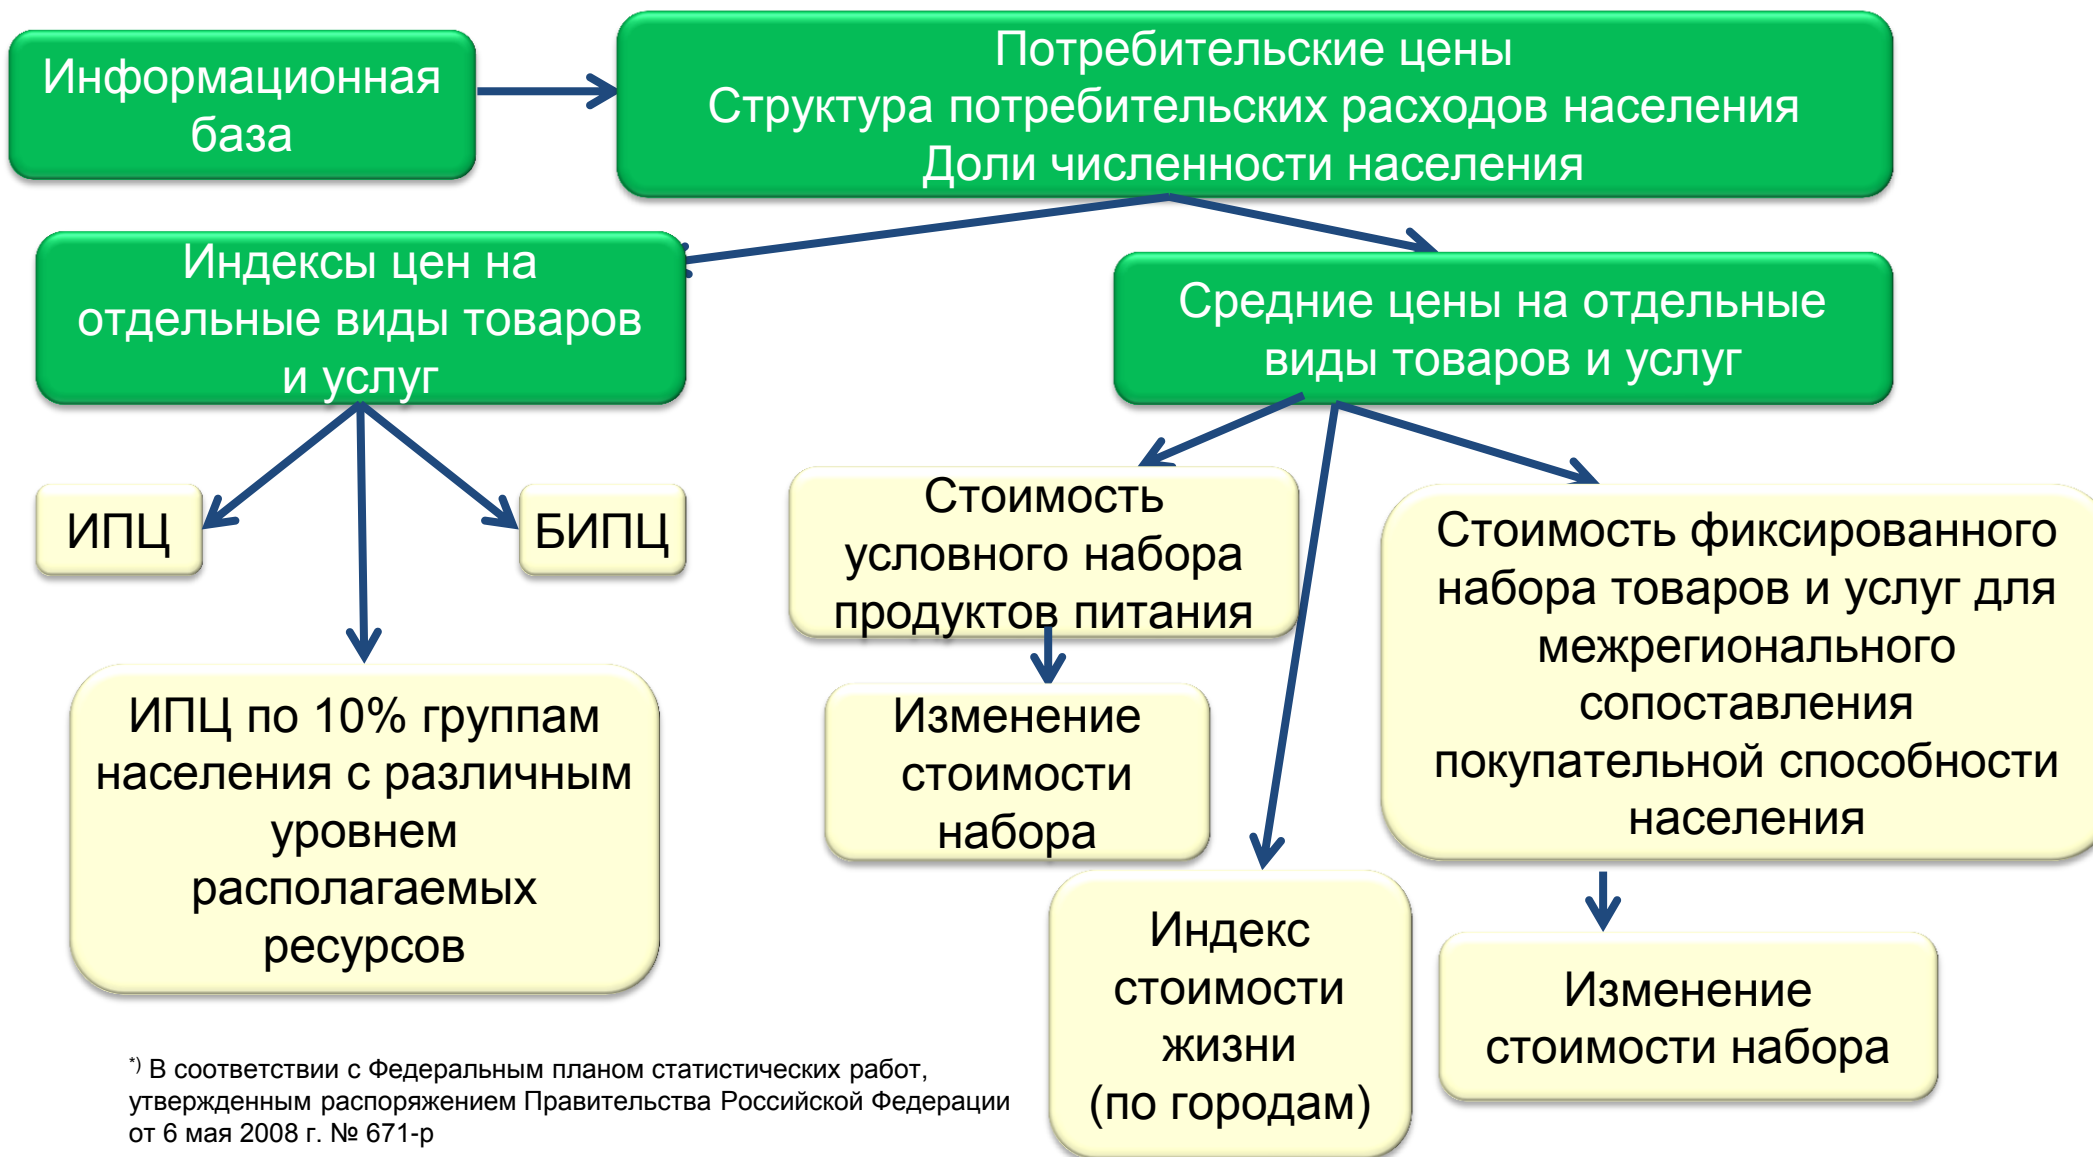 Информационная
база
Потребительские цены
Структура потребительских расходов населения
Доли численности населения
Индексы цен на
отдельные виды товаров
и услуг
Средние цены на отдельные
виды товаров и услуг
ИПЦ
БИПЦ
ИПЦ по 10% группам
населения с различным
уровнем
располагаемых
ресурсов
Стоимость
условного набора
продуктов питания
Изменение
стоимости
набора
Индекс
стоимости
жизни
(по городам)
Стоимость фиксированного
набора товаров и услуг для
межрегионального
сопоставления
покупательной способности
населения
Изменение
стоимости набора
*) В соответствии с Федеральным планом статистических работ,
утвержденным распоряжением Правительства Российской Федерации
от 6 мая 2008 г. № 671-р